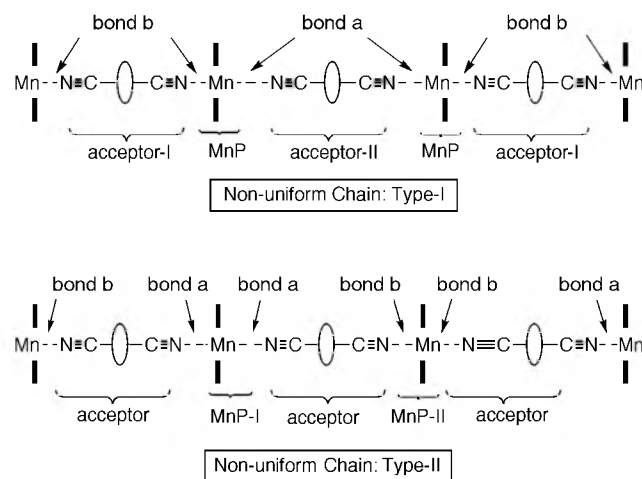 bond b bond a bond b
Mn N≡C C≡N Mn N≡C C≡N Mn N≡C C≡N Mn
acceptor-I MnP acceptor-II MnP acceptor-I
Non-uniform Chain: Type-I
bond b bond a bond a bond b bond b bond a
Mn N≡C C≡N Mn N≡C C≡N Mn N≡C C≡N Mn
acceptor MnP-I acceptor MnP-II acceptor
Non-uniform Chain: Type-II